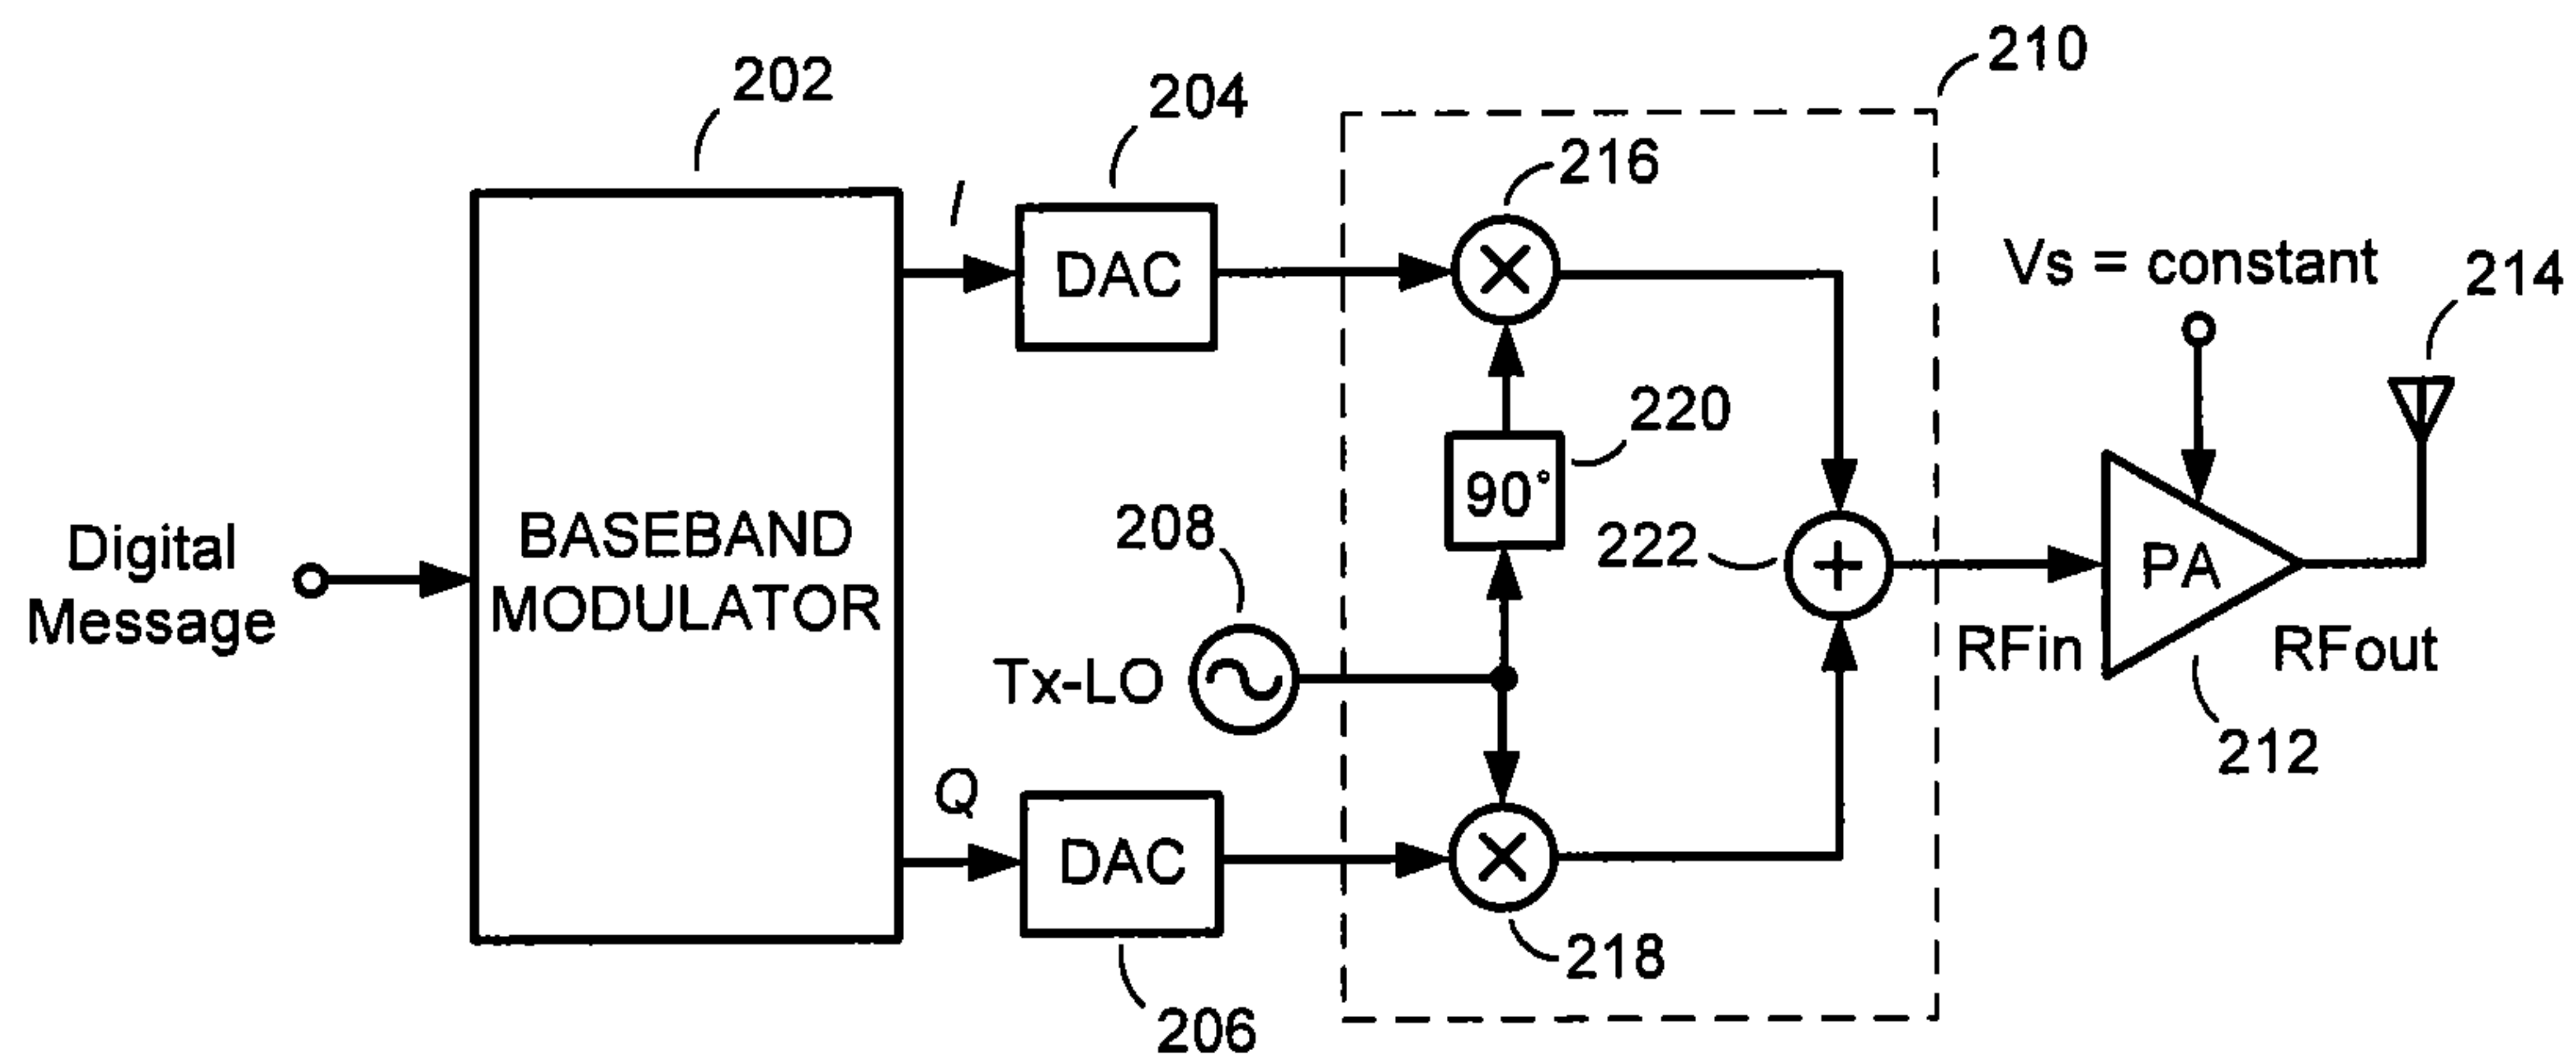 210
202
204
216
I
DAC
Vs = constant
214
220
90°
208
222
Digital
Message
BASEBAND
MODULATOR
PA
Tx-LO
RFin
RFout
212
Q
DAC
218
206